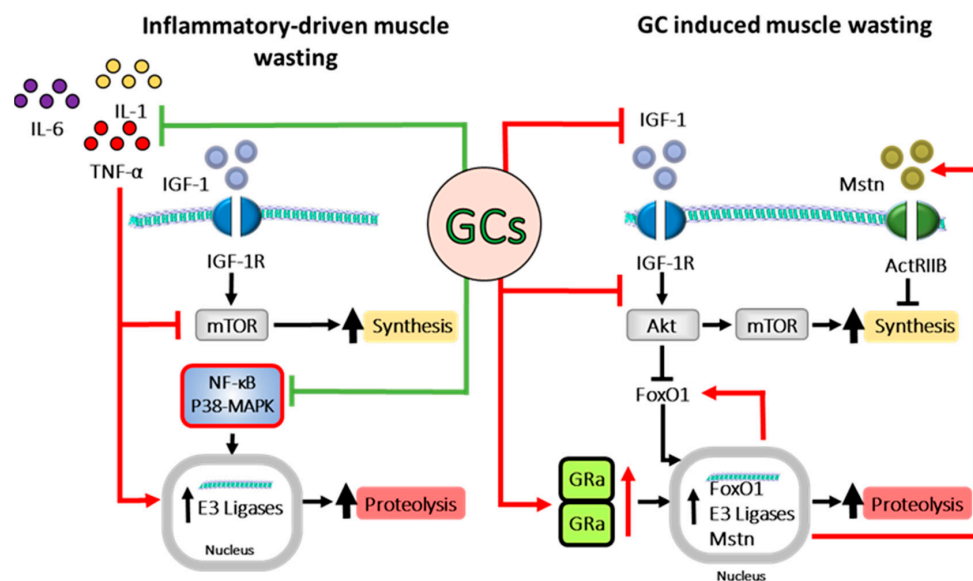 Inflammatory-driven muscle
wasting
IL-6
IL-1
TNF-α
IGF-1
IGF-1R
mTOR
Synthesis
NF-κB
P38-MAPK
E3 Ligases
Nucleus
Proteolysis
GCs
GC induced muscle wasting
IGF-1
Mstn
IGF-1R
ActRIIB
Akt
mTOR
Synthesis
FoxO1
GRa
GRa
FoxO1
E3 Ligases
Mstn
Nucleus
Proteolysis